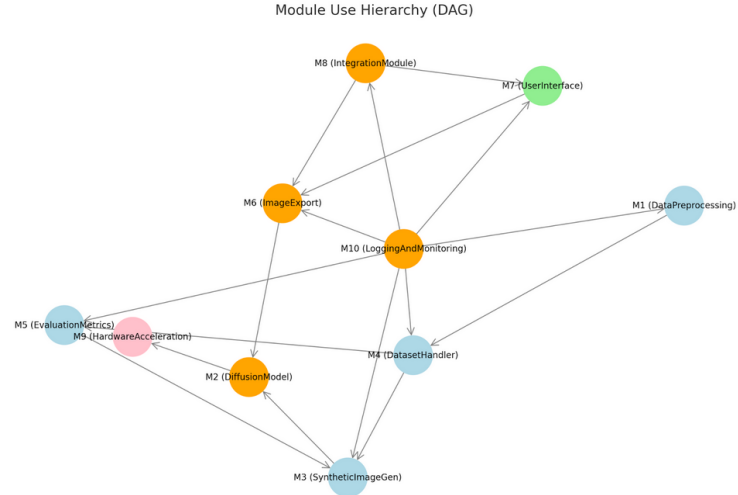 Module Use Hierarchy (DAG)
M8 (IntegrationModule)
M7 (UserInterface)
M6 (ImageExport)
M1 (DataPreprocessing)
M10 (LoggingAndMonitoring)
M5 (EvaluationMetrics)
M9 (HardwareAcceleration)
M4 (DatasetHandler)
M2 (DiffusionModel)
M3 (SyntheticImageGen)